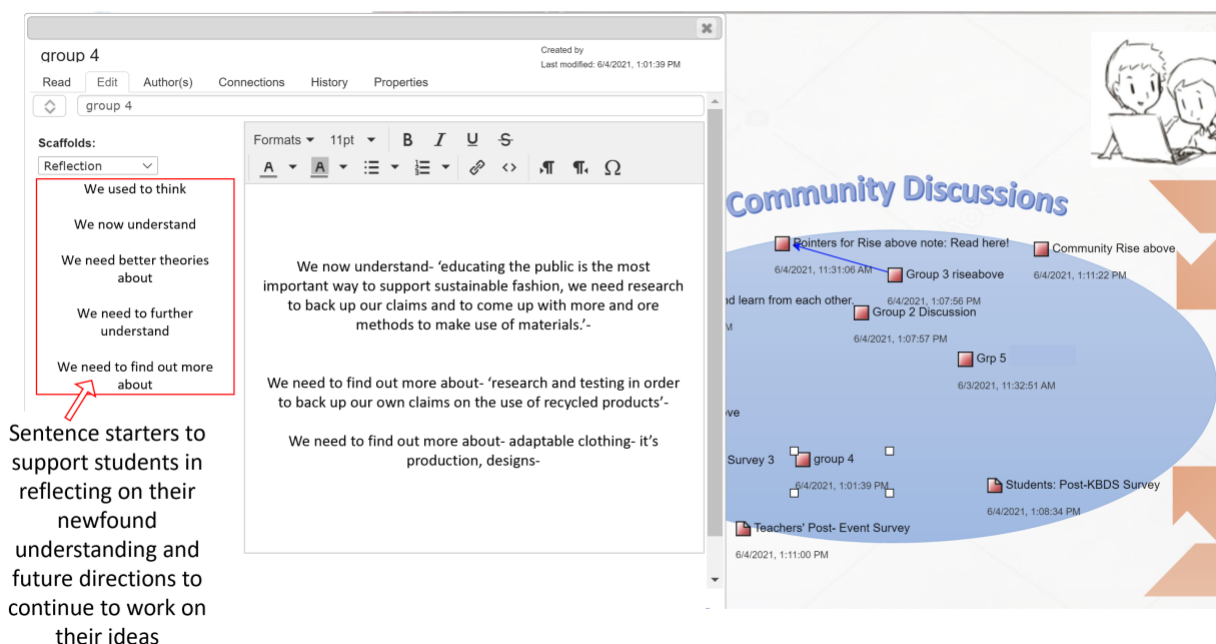 group 4
Created by
Last modified: 6/4/2021, 1:01:39 PM
Read Edit Author(s) Connections History Properties
group 4
Scaffolds:
Reflection
We used to think
We now understand
We need better theories
about
We need to further
understand
We need to find out more
about
Sentence starters to
support students in
reflecting on their
newfound
understanding and
future directions to
continue to work on
their ideas
Formats 11pt B I U S
A A Ω
We now understand- ‘educating the public is the most
important way to support sustainable fashion, we need research
to back up our claims and to come up with more and ore
methods to make use of materials.’-
We need to find out more about- ‘research and testing in order
to back up our own claims on the use of recycled products’-
We need to find out more about- adaptable clothing- it’s
production, designs-
Community Discussions
Pointers for Rise above note: Read here!
6/4/2021, 11:31:06 AM
Community Rise above
6/4/2021, 1:11:22 PM
Group 3 riseabove
6/4/2021, 1:07:56 PM
learn from each other.
Group 2 Discussion
6/4/2021, 1:07:57 PM
Grp 5
6/3/2021, 11:32:51 AM
Survey 3
group 4
6/4/2021, 1:01:39 PM
Students: Post-KBDS Survey
6/4/2021, 1:08:34 PM
Teachers' Post- Event Survey
6/4/2021, 1:11:00 PM